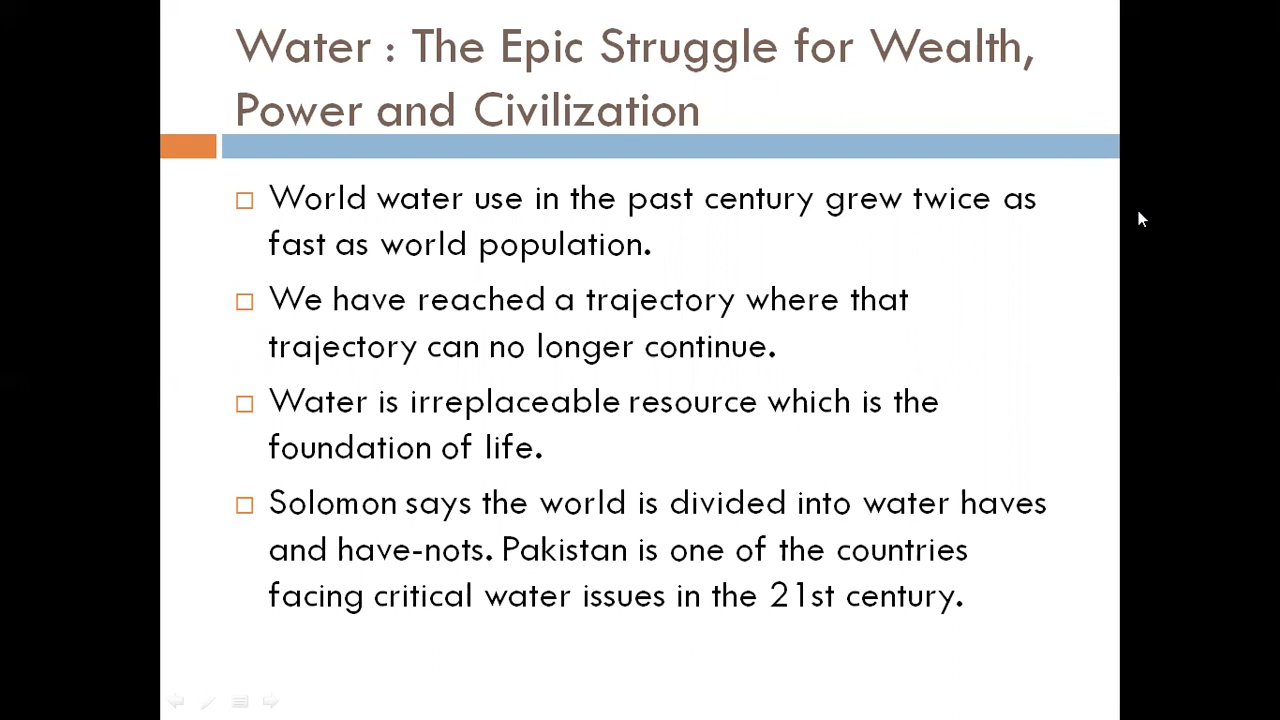 Water : The Epic Struggle for Wealth,
Power and Civilization
World water use in the past century grew twice as
fast as world population.
We have reached a trajectory where that
trajectory can no longer continue.
Water is irreplaceable resource which is the
foundation of life.
Solomon says the world is divided into water haves
and have-nots. Pakistan is one of the countries
facing critical water issues in the 21st century.